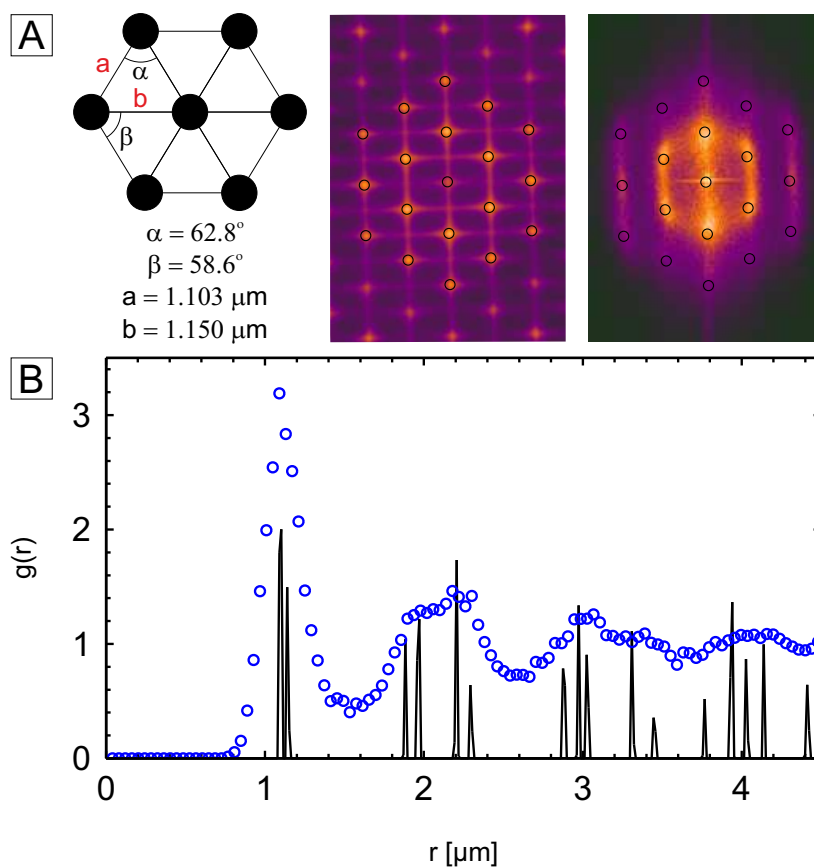 A
a
α
b
β
α = 62.8°
β = 58.6°
a = 1.103 μm
b = 1.150 μm
B
3
2
1
0
g(r)
0 1 2 3 4
r [μm]